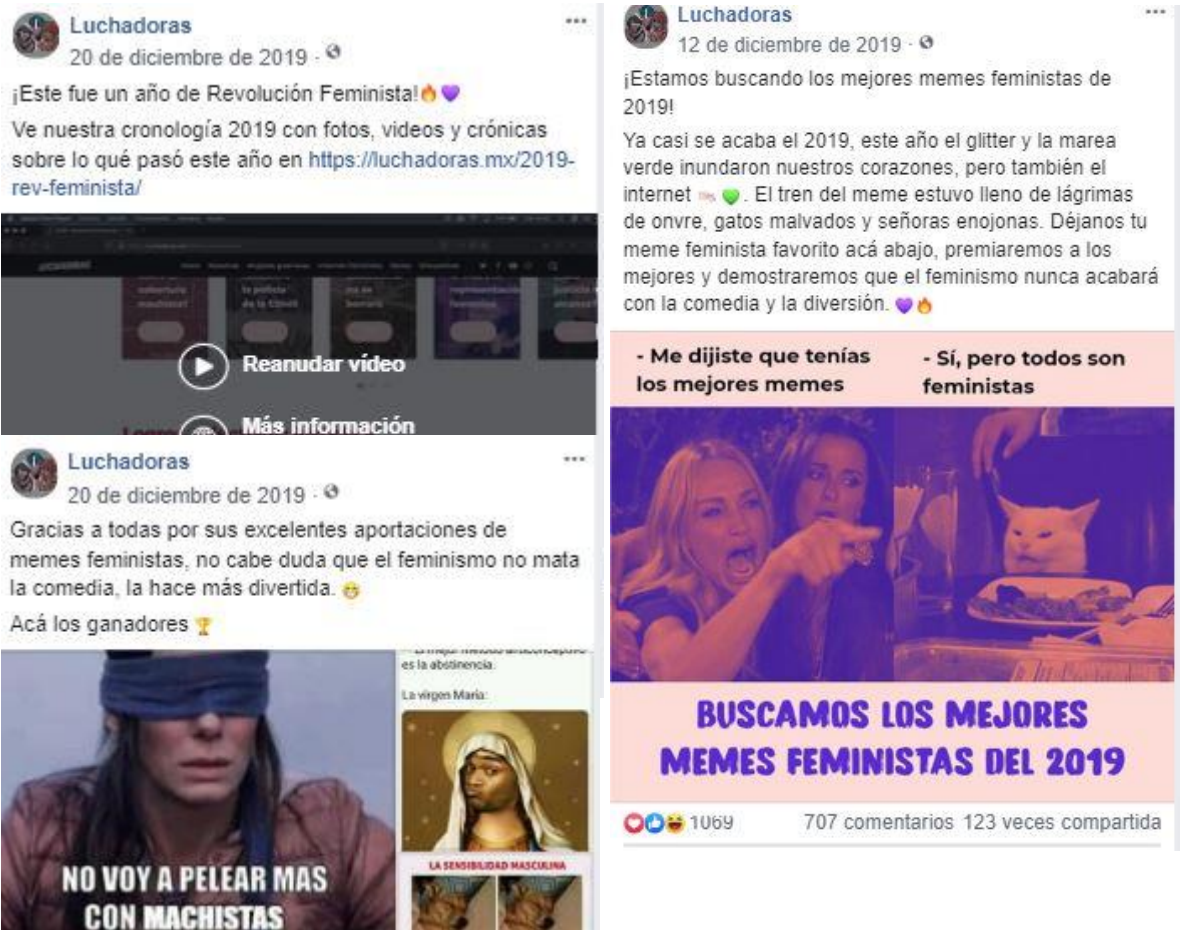 Luchadoras
20 de diciembre de 2019 ·
¡Este fue un año de Revolución Feminista!🔥💜
Ve nuestra cronología 2019 con fotos, videos y crónicas
sobre lo qué pasó este año en https://luchadoras.mx/2019-
rev-feminista/
Reanudar vídeo
Más información
Luchadoras
20 de diciembre de 2019 ·
Gracias a todas por sus excelentes aportaciones de
memes feministas, no cabe duda que el feminismo no mata
la comedia, la hace más divertida. 😁
Acá los ganadores 🏆
NO VOY A PELEAR MAS
CON MACHISTAS
es la abstinencia.
La virgen María:
LA SENSIBILIDAD MASCULINA
Luchadoras
12 de diciembre de 2019 ·
¡Estamos buscando los mejores memes feministas de
2019!
Ya casi se acaba el 2019, este año el glitter y la marea
verde inundaron nuestros corazones, pero también el
internet 💚. El tren del meme estuvo lleno de lágrimas
de onvre, gatos malvados y señoras enojonas. Déjanos tu
meme feminista favorito acá abajo, premiaremos a los
mejores y demostraremos que el feminismo nunca acabará
con la comedia y la diversión. 💜🔥
- Me dijiste que tenías
los mejores memes
- Sí, pero todos son
feministas
BUSCAMOS LOS MEJORES
MEMES FEMINISTAS DEL 2019
1069 707 comentarios 123 veces compartida